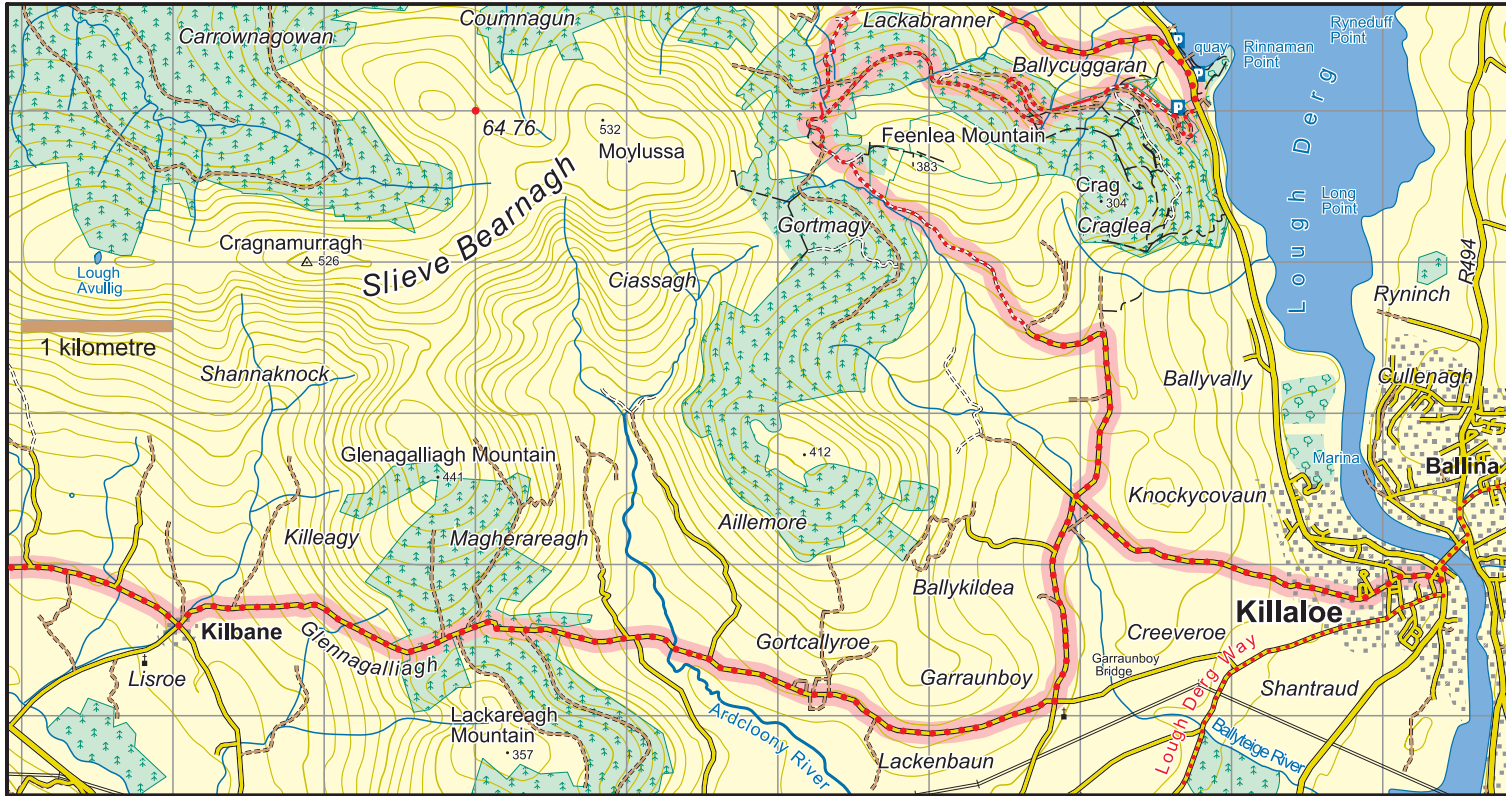 Coumnagun
Lackabranner
Ryneduff
Point
Carrownagowan
P
quay
Rinnaman
Point
Ballycuggaran
P
P
64 76
532
Moylussa
Feenlea Mountain
383
Lough Derg
Crag
304
Craglea
Long
Point
Slieve Bearnagh
Gortmagy
Cragnamurragh
526
Lough
Avullig
Ciassagh
R494
Ryninch
1 kilometre
Shannaknock
Ballyvally
Cullenagh
Glenagalliagh Mountain
441
412
Marina
Ballina
Knockycovaun
Aillemore
Killeagy
Magherareagh
Ballykildea
Killaloe
Kilbane
Glennagalliagh
Gortcallyroe
Creeveroe
Garraunboy
Bridge
Lisroe
Garraunboy
Shantraud
Lough Derg Way
Lackareagh
Mountain
357
Ardcloony River
Ballyteige River
Lackenbaun